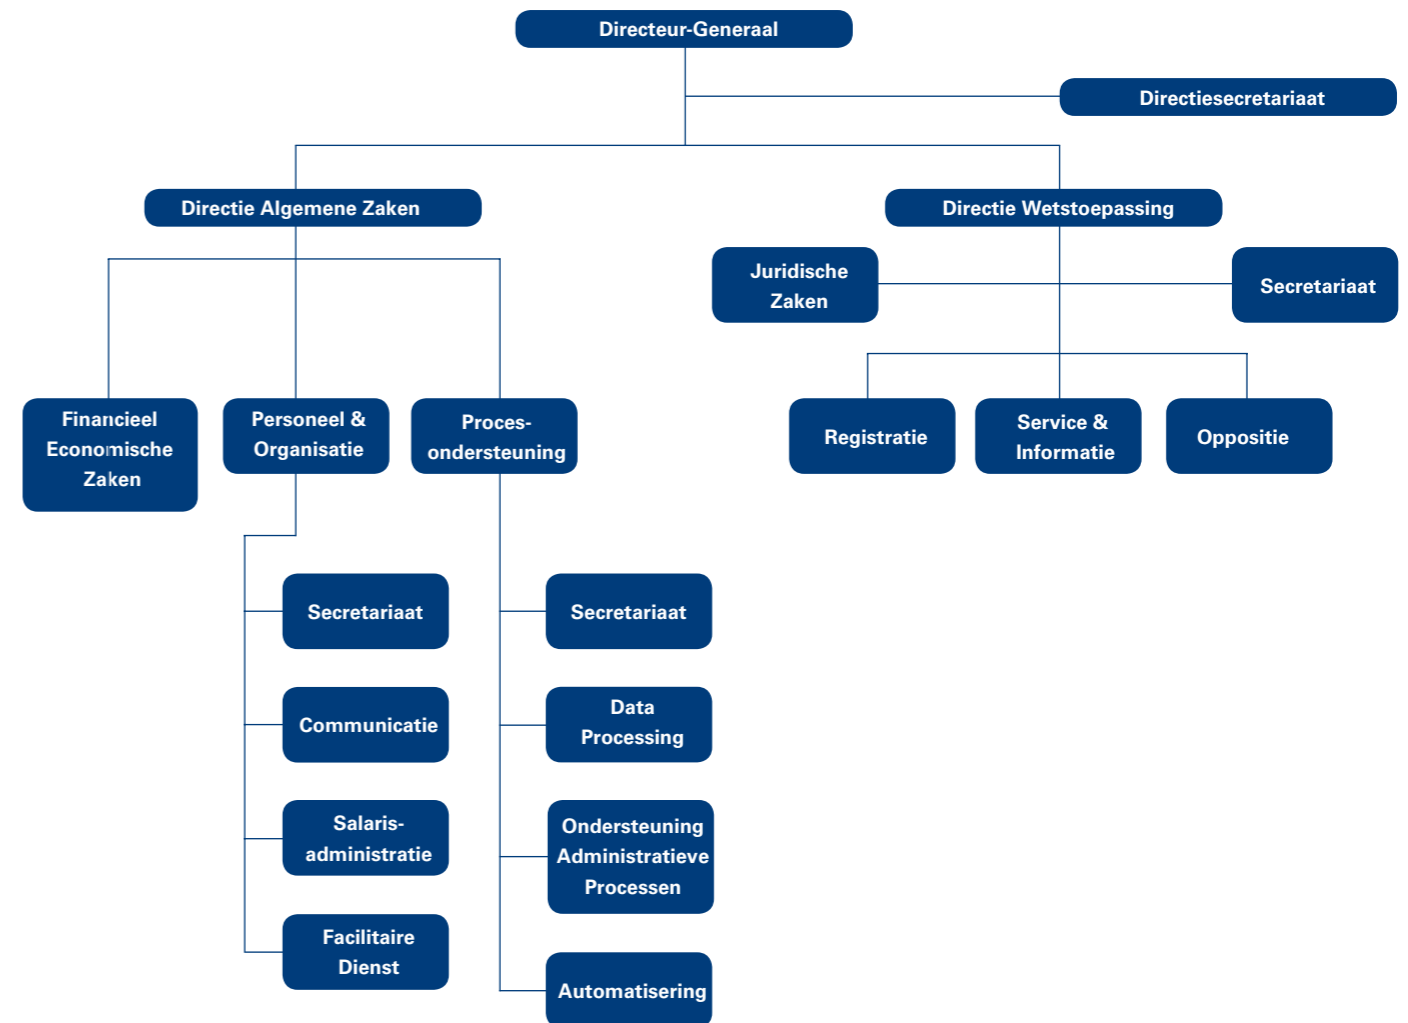 Directeur-Generaal
Directiesecretariaat
Directie Algemene Zaken
Directie Wetstoepassing
Juridische
Zaken
Secretariaat
Financieel
Economische
Zaken
Personeel &
Organisatie
Proces-
ondersteuning
Registratie
Service &
Informatie
Oppositie
Secretariaat
Communicatie
Salaris-
administratie
Facilitaire
Dienst
Secretariaat
Data
Processing
Ondersteuning
Administratieve
Processen
Automatisering